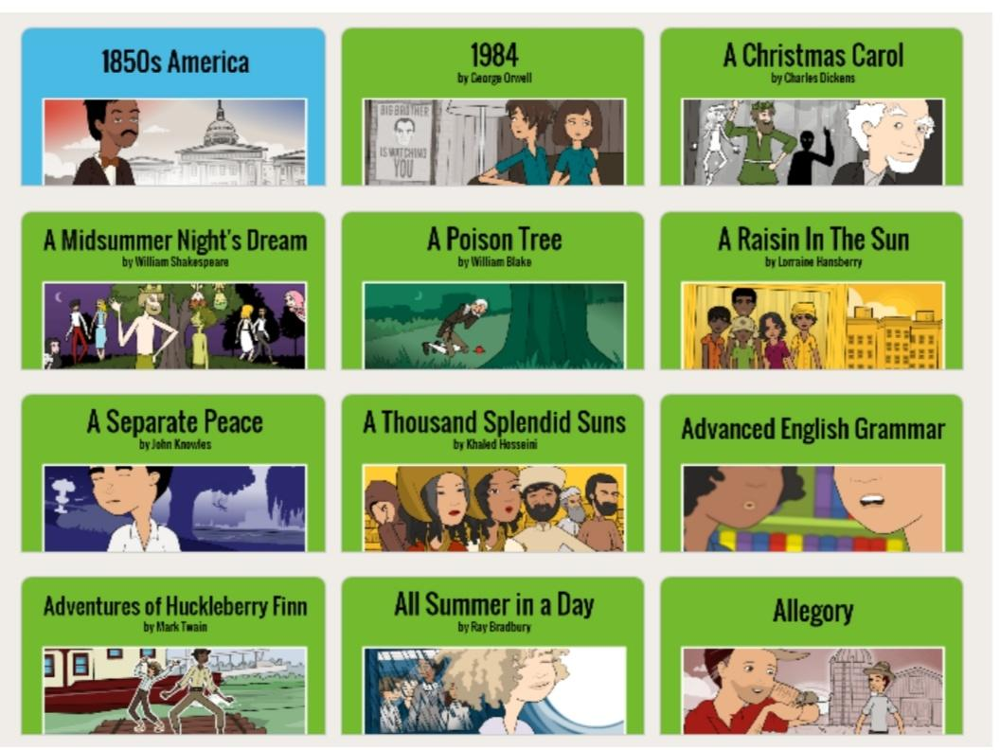 1850s America
1984
by George Orwell
A Christmas Carol
by Charles Dickens
BIG BROTHER
IS WATCHING
YOU
A Midsummer Night's Dream
by William Shakespeare
A Poison Tree
by William Blake
A Raisin In The Sun
by Lorraine Hansberry
A Separate Peace
by John Knowles
A Thousand Splendid Suns
by Khaled Hosseini
Advanced English Grammar
Adventures of Huckleberry Finn
by Mark Twain
All Summer in a Day
by Ray Bradbury
Allegory